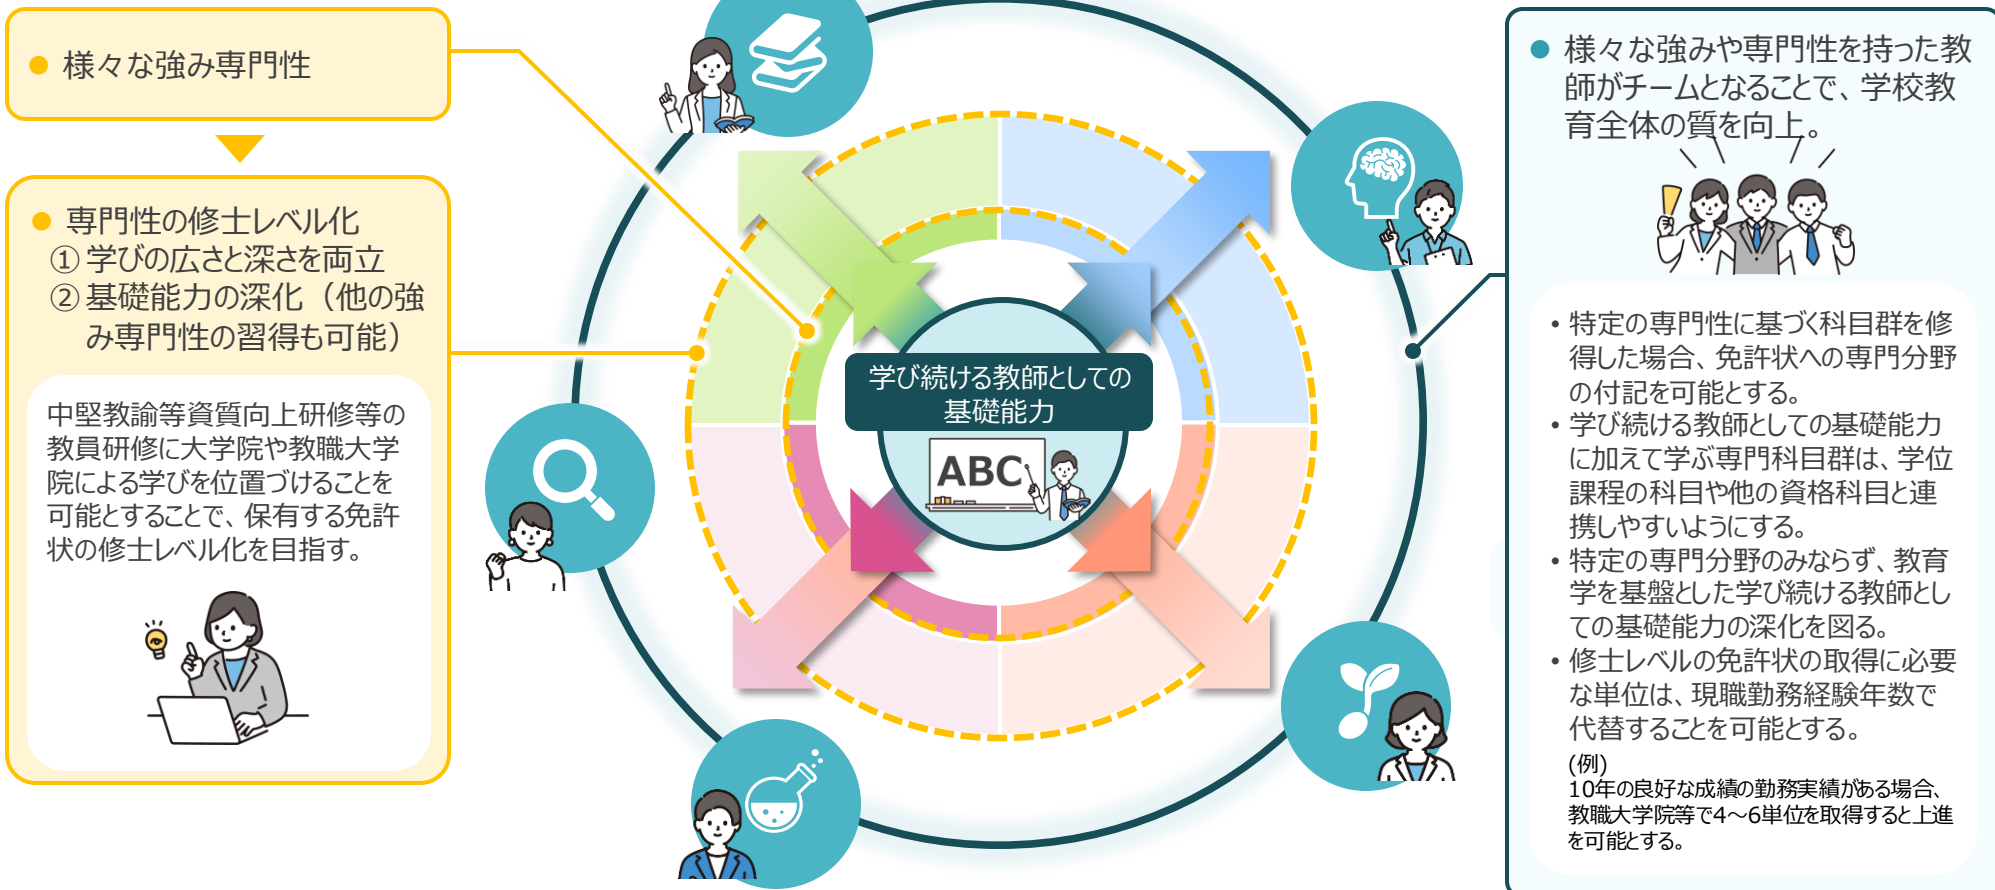 ● 様々な強み専門性
● 専門性の修士レベル化
① 学びの広さと深さを両立
② 基礎能力の深化（他の強
み専門性の習得も可能）
中堅教諭等資質向上研修等の
教員研修に大学院や教職大学
院による学びを位置づけることを
可能とすることで、保有する免許
状の修士レベル化を目指す。
学び続ける教師としての
基礎能力
ABC
● 様々な強みや専門性を持った教
師がチームとなることで、学校教
育全体の質を向上。
• 特定の専門性に基づく科目群を修
得した場合、免許状への専門分野
の付記を可能とする。
• 学び続ける教師としての基礎能力
に加えて学ぶ専門科目群は、学位
課程の科目や他の資格科目と連
携しやすいようにする。
• 特定の専門分野のみならず、教育
学を基盤とした学び続ける教師とし
ての基礎能力の深化を図る。
• 修士レベルの免許状の取得に必要
な単位は、現職勤務経験年数で
代替することを可能とする。
(例)
10年の良好な成績の勤務実績がある場合、
教職大学院等で4～6単位を取得すると上進
を可能とする。